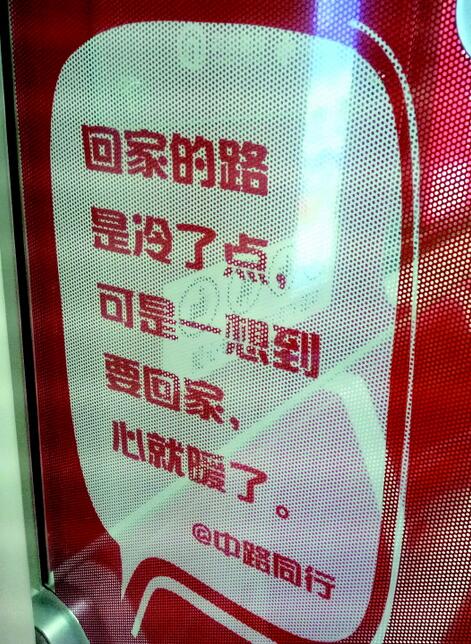 回家的路
是冷了点，
可是一想到
要回家，
心就暖了。
@中路同行